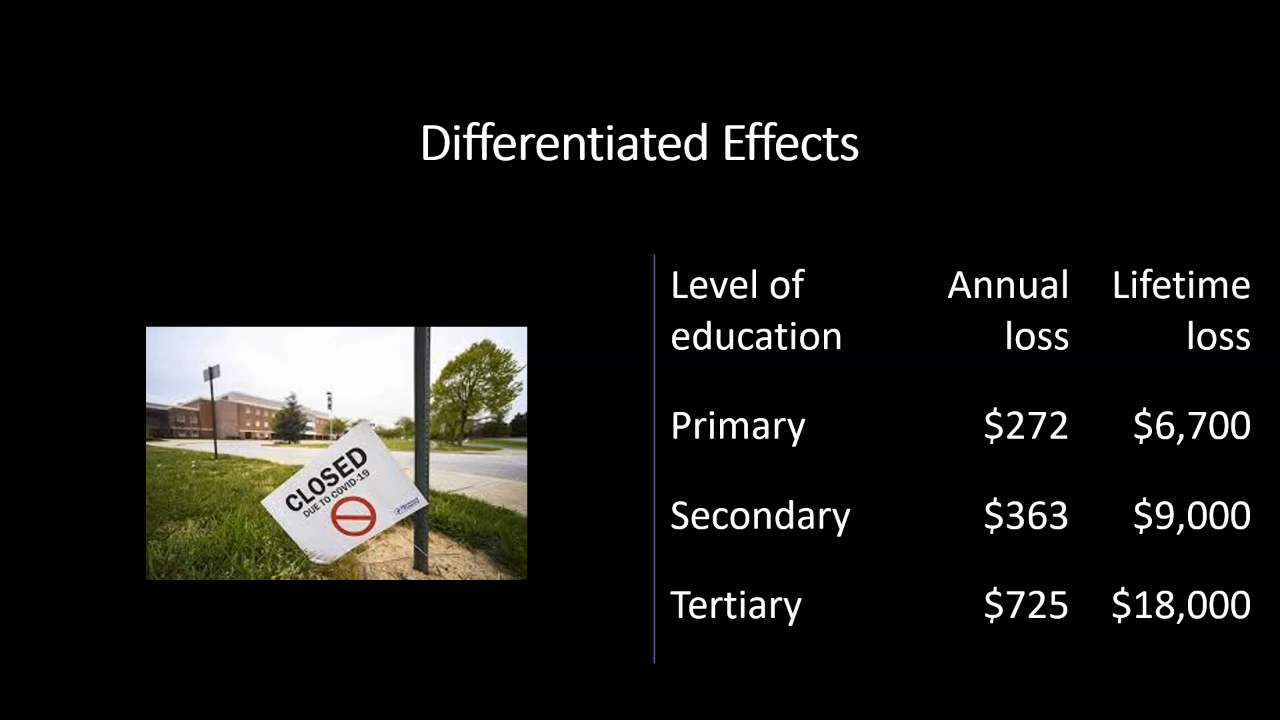 Differentiated Effects
Level of education Annual loss Lifetime loss
Primary $272 $6,700
Secondary $363 $9,000
Tertiary $725 $18,000
CLOSED
DUE TO COVID-19